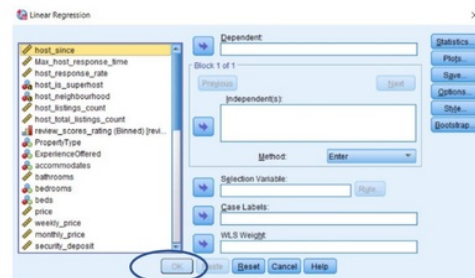 Linear Regression
host_since
Max_host_response_time
host_response_rate
host_is_superhost
host_neighbourhood
host_listings_count
host_total_listings_count
review_scores_rating (Binned) [revi...
PropertyType
ExperienceOffered
accommodates
bathrooms
bedrooms
beds
price
weekly_price
monthly_price
security_deposit
Dependent:
Block 1 of 1
Previous
Next
Independent(s):
Method:
Enter
Selection Variable:
Rule...
Case Labels:
WLS Weight:
Statistics...
Plots...
Save...
Options...
Style...
Bootstrap...
OK
Paste
Reset
Cancel
Help